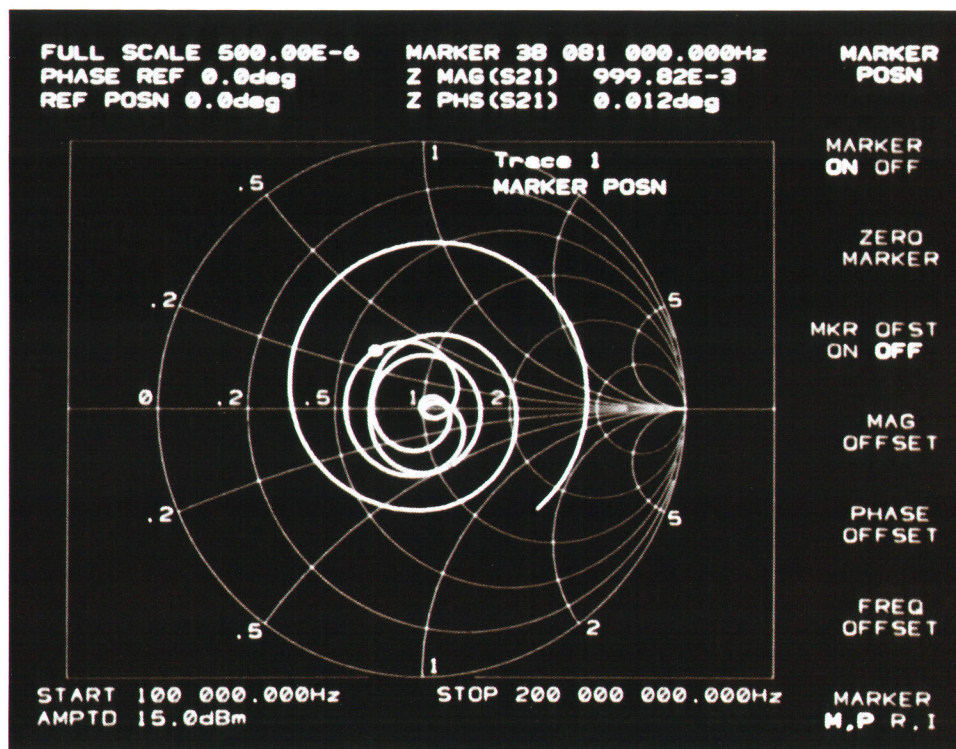 FULL SCALE 500.00E-6
PHASE REF 0.0deg
REF POSN 0.0deg
MARKER 38 081 000.000Hz
Z MAG(S21) 999.82E-3
Z PHS(S21) 0.012deg
MARKER
POSN
MARKER
ON OFF
ZERO
MARKER
MKR OFST
ON OFF
MAG
OFFSET
PHASE
OFFSET
FREQ
OFFSET
MARKER
M,P R,I
Trace 1
MARKER POSN
1
.5
.2
5
0
.2
.5
1
2
.2
5
.5
2
1
START 100 000.000Hz
STOP 200 000 000.000Hz
AMPTD 15.0dBm